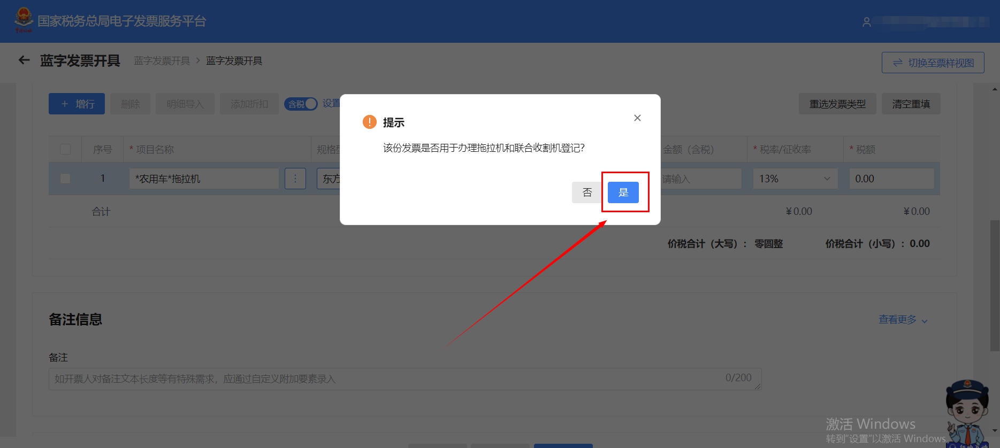 国家税务总局电子发票服务平台
蓝字发票开具 蓝字发票开具 > 蓝字发票开具
切换至票样视图
+ 增行 删除 明细导入 添加折扣 含税 设置
重选发票类型 清空重填
提示
该份发票是否用于办理拖拉机和联合收割机登记?
否 是
序号 * 项目名称 规格 金额（含税） * 税率/征收率 * 税额
1 *农用车*拖拉机 东方 请输入 13% 0.00
合计 ¥0.00 ¥0.00
价税合计（大写）： 零圆整 价税合计（小写）：0.00
备注信息
查看更多
备注
如开票人对备注文本长度等有特殊需求，应通过自定义附加要素录入 0/200
激活 Windows
转到“设置”以激活 Windows。